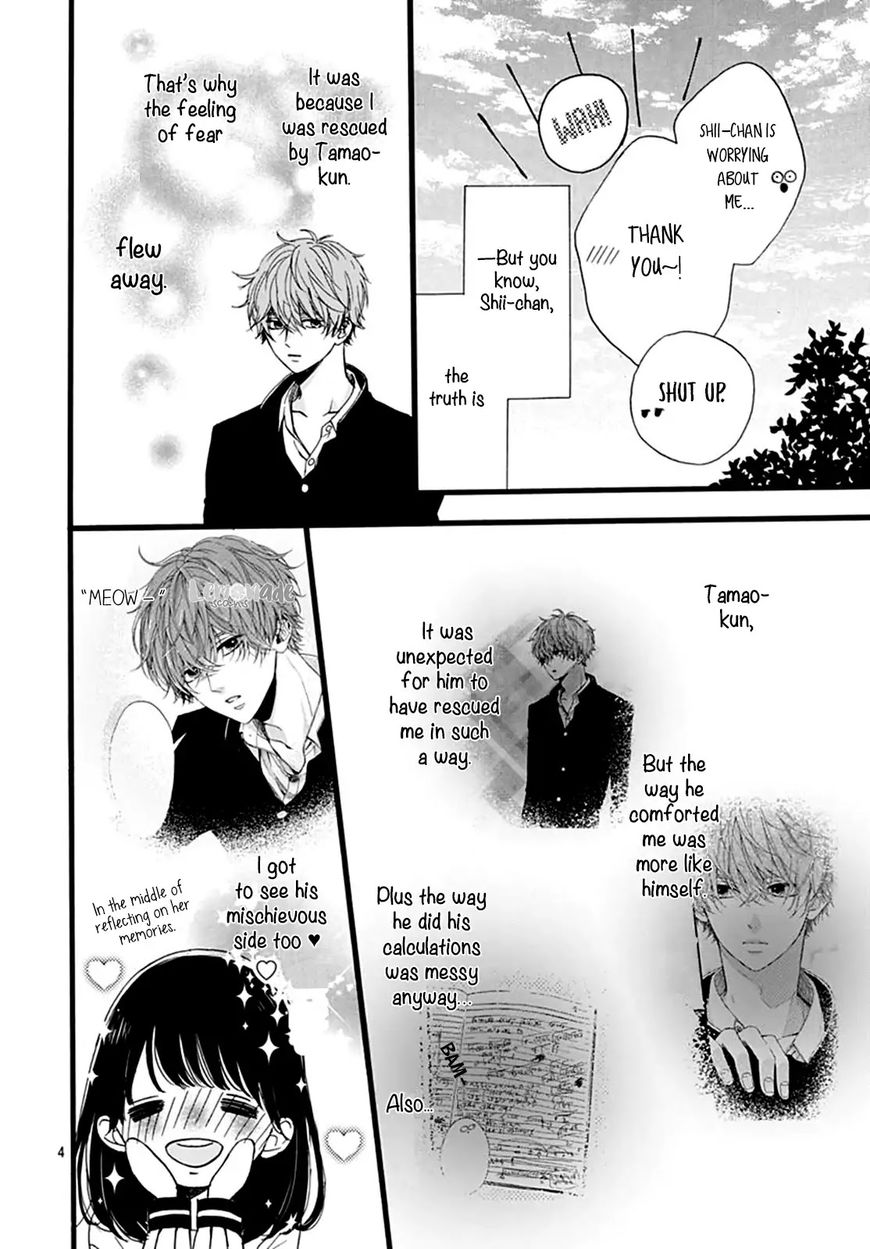 WAH!
SHII-CHAN IS
WORRYING
ABOUT
ME...
THANK
YOU~!
SHUT UP.
—But you
know,
Shii-chan,
the
truth is
It was
because I
was rescued
by Tamao-
kun.
That's why
the feeling
of fear
flew
away.
Tamao-
kun,
It was
unexpected
for him to
have rescued
me in such
a way.
But the
way he
comforted
me was
more like
himself.
Plus the way
he did his
calculations
was messy
anyway...
BAM~
Also...
"MEOW—"
LEMONADE
SCOANS
I got
to see his
mischievous
side too ♥
In the middle of
reflecting on her
memories.
4